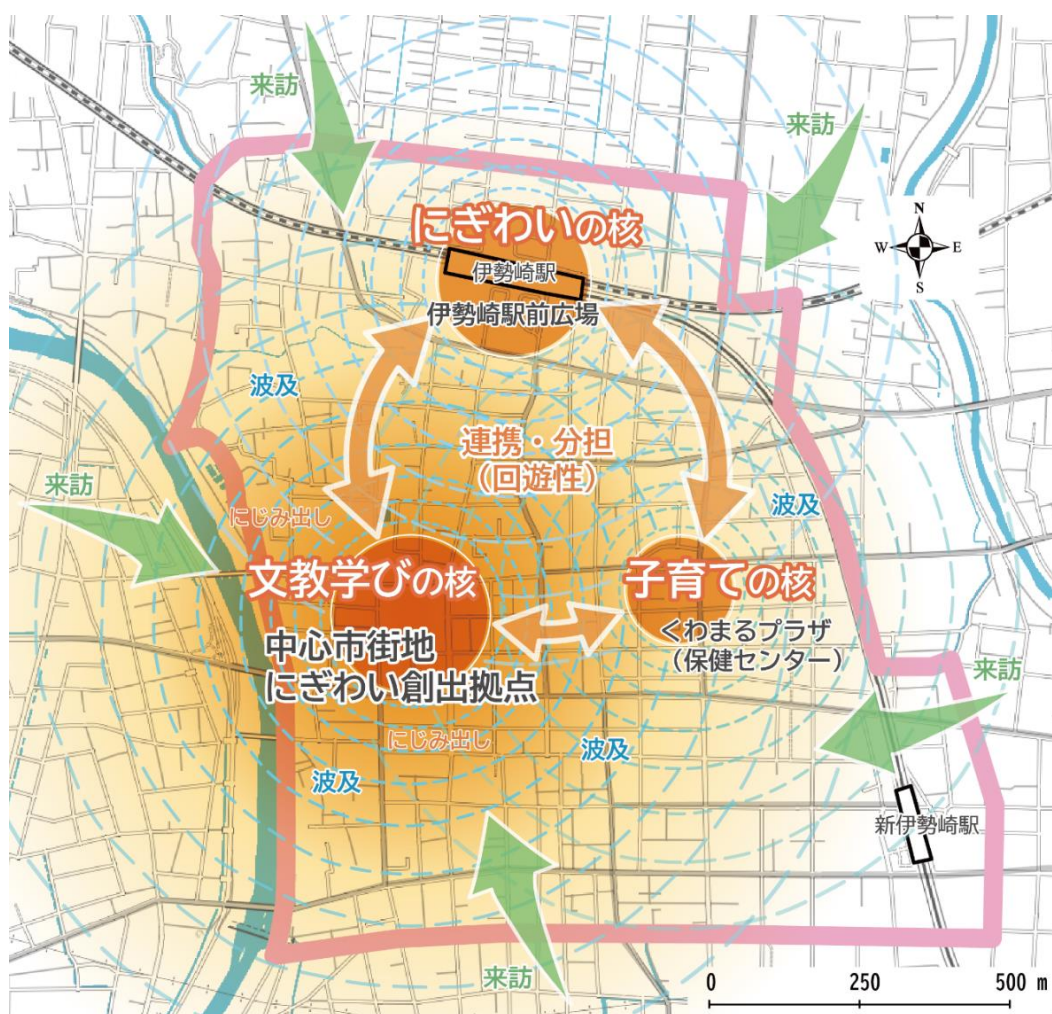 来訪
来訪
にぎわいの核
N
W E
S
伊勢崎駅
伊勢崎駅前広場
波及
連携・分担
(回遊性)
来訪
波及
にじみ出し
文教学びの核
子育ての核
中心市街地
にぎわい創出拠点
くわまるプラザ
(保健センター)
来訪
にじみ出し
波及
波及
新伊勢崎駅
来訪
0 250 500 m